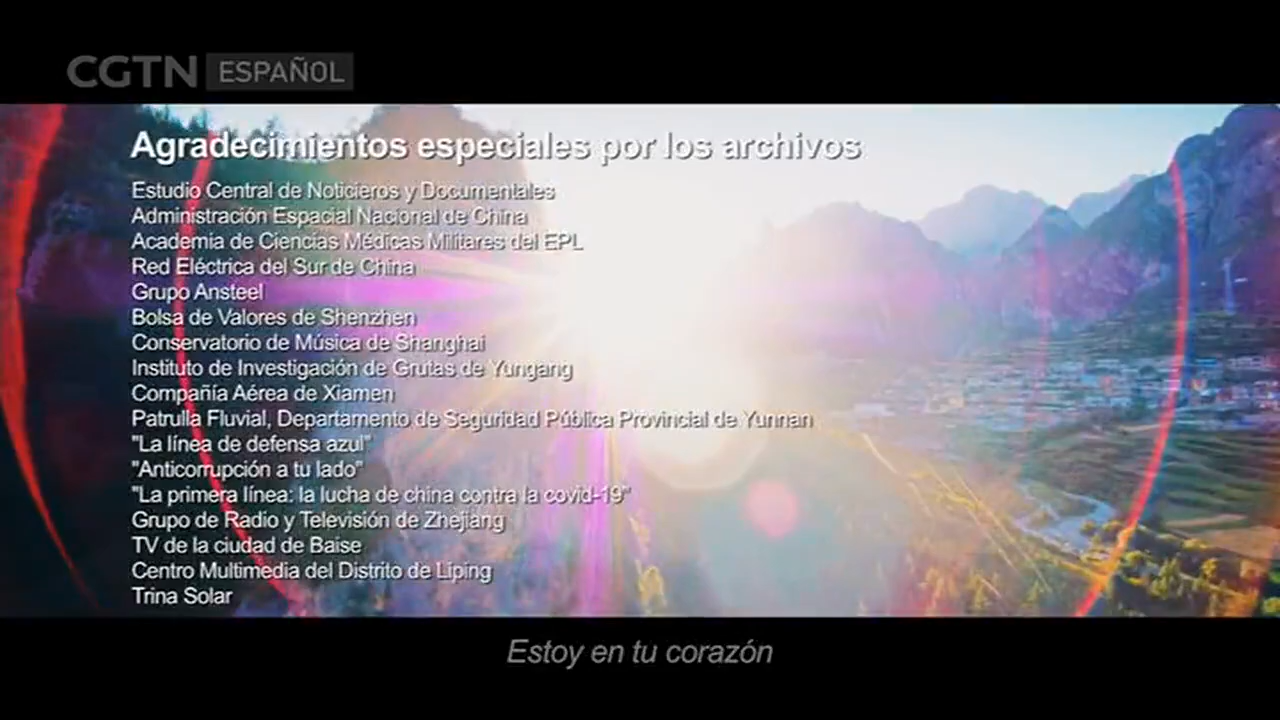 CGTN ESPAÑOL
Agradecimientos especiales por los archivos
Estudio Central de Noticieros y Documentales
Administración Espacial Nacional de China
Academia de Ciencias Médicas Militares del EPL
Red Eléctrica del Sur de China
Grupo Ansteel
Bolsa de Valores de Shenzhen
Conservatorio de Música de Shanghai
Instituto de Investigación de Grutas de Yungang
Compañía Aérea de Xiamen
Patrulla Fluvial, Departamento de Seguridad Pública Provincial de Yunnan
"La línea de defensa azul"
"Anticorrupción a tu lado"
"La primera línea: la lucha de china contra la covid-19"
Grupo de Radio y Televisión de Zhejiang
TV de la ciudad de Baise
Centro Multimedia del Distrito de Liping
Trina Solar
Estoy en tu corazón